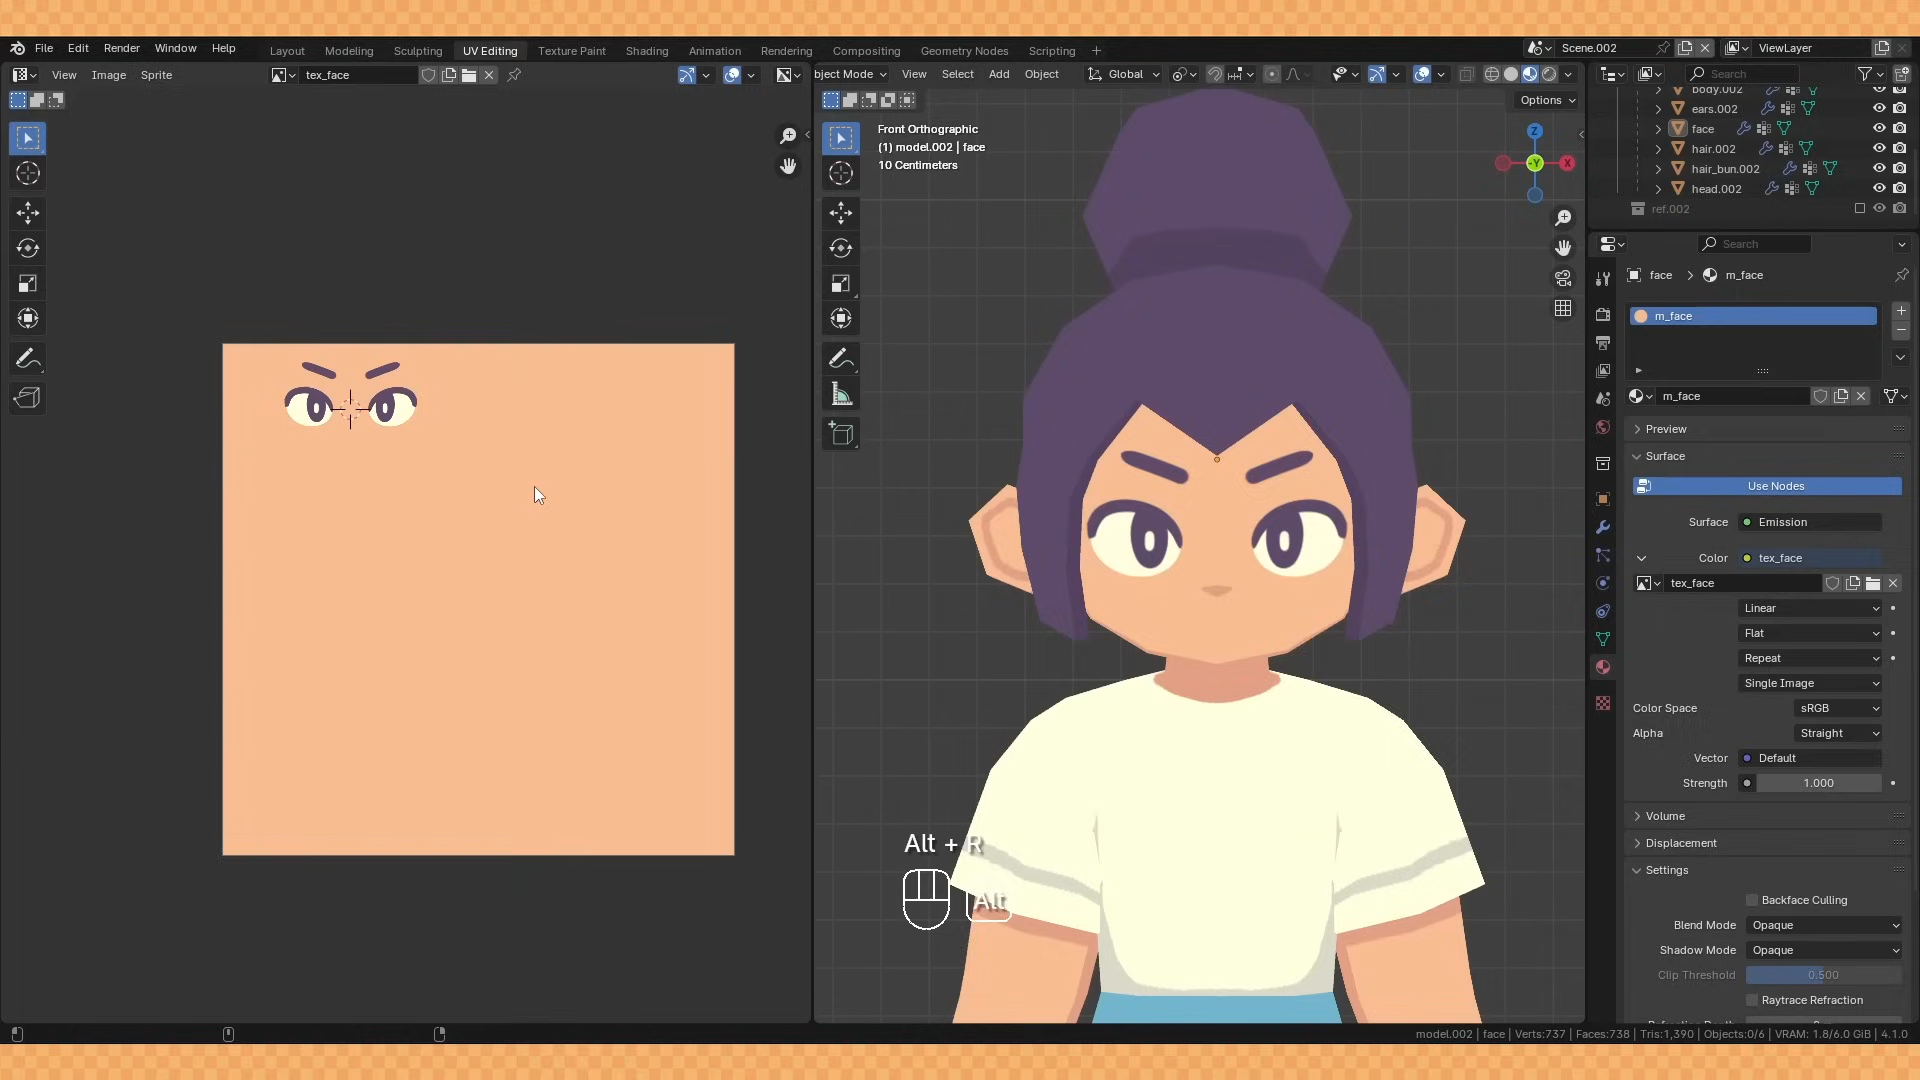 File Edit Render Window Help Layout Modeling Sculpting UV Editing Texture Paint Shading Animation Rendering Compositing Geometry Nodes Scripting + Scene.002 ViewLayer
View Image Sprite tex_face
bject Mode View Select Add Object Global Search
Options
body.002
ears.002
face
hair.002
hair_bun.002
head.002
ref.002
Front Orthographic
(1) model.002 | face
10 Centimeters
Z
-Y
X
Search
face > m_face
m_face
m_face
Preview
Surface
Use Nodes
Surface Emission
Color tex_face
tex_face
Linear
Flat
Repeat
Single Image
Color Space sRGB
Alpha Straight
Vector Default
Strength 1.000
Volume
Displacement
Settings
Backface Culling
Blend Mode Opaque
Shadow Mode Opaque
Clip Threshold 0.500
Raytrace Refraction
Alt + R
Alt
model.002 | face | Verts:737 | Faces:738 | Tris:1,390 | Objects:0/6 | VRAM: 1.8/6.0 GiB | 4.1.0